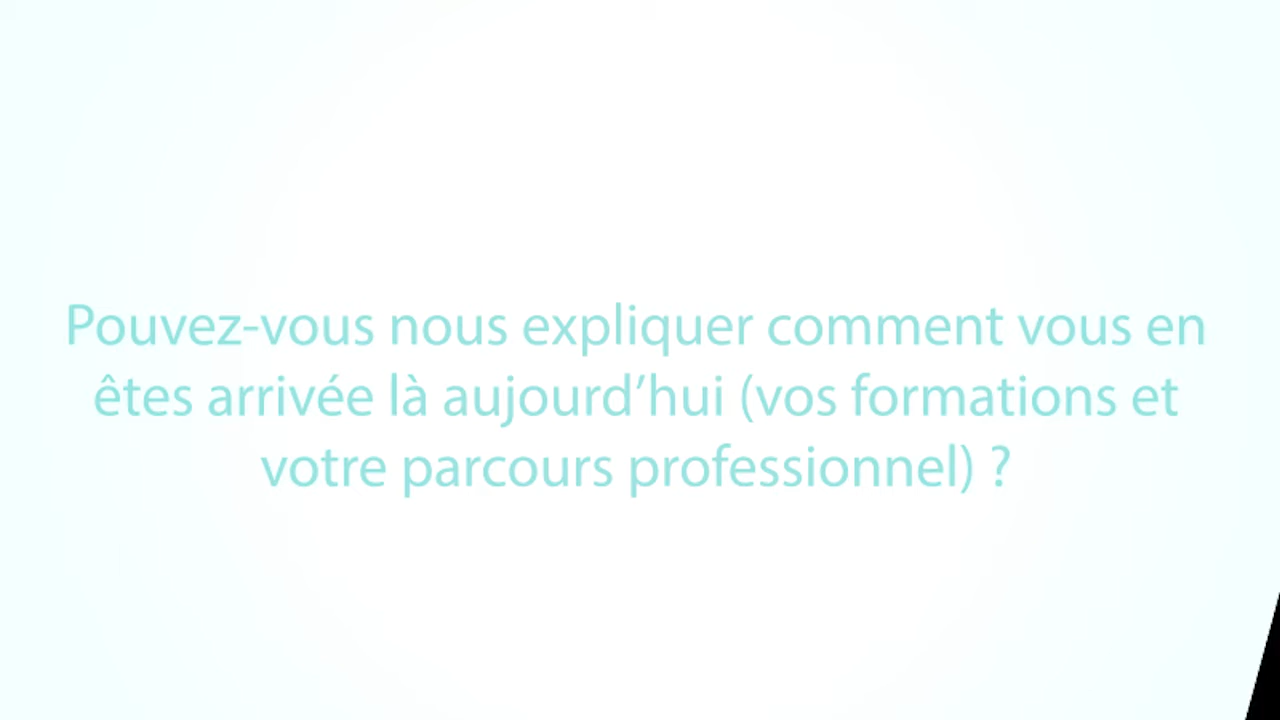 Pouvez-vous nous expliquer comment vous en
êtes arrivée là aujourd’hui (vos formations et
votre parcours professionnel) ?